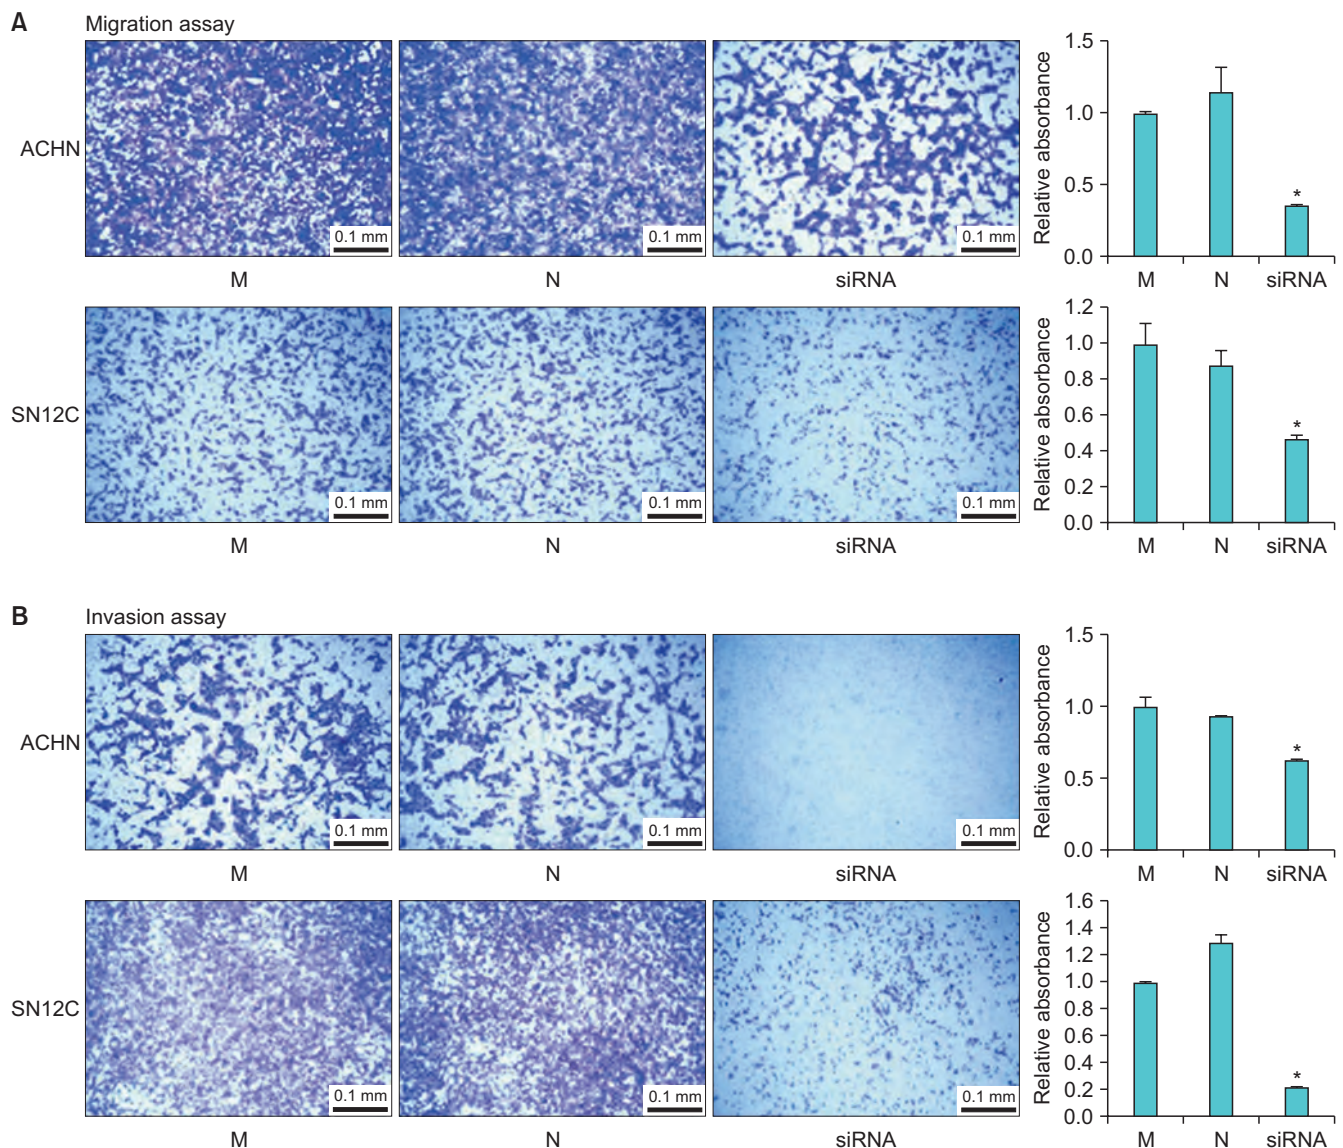 A
Migration assay
ACHN
0.1 mm
0.1 mm
0.1 mm
M
N
siRNA
Relative absorbance
1.5
1.0
0.5
0.0
*
M
N
siRNA
SN12C
0.1 mm
0.1 mm
0.1 mm
M
N
siRNA
Relative absorbance
1.2
1.0
0.8
0.6
0.4
0.2
0.0
*
M
N
siRNA
B
Invasion assay
ACHN
0.1 mm
0.1 mm
0.1 mm
M
N
siRNA
Relative absorbance
1.5
1.0
0.5
0.0
*
M
N
siRNA
SN12C
0.1 mm
0.1 mm
0.1 mm
M
N
siRNA
Relative absorbance
1.6
1.4
1.2
1.0
0.8
0.6
0.4
0.2
0.0
*
M
N
siRNA